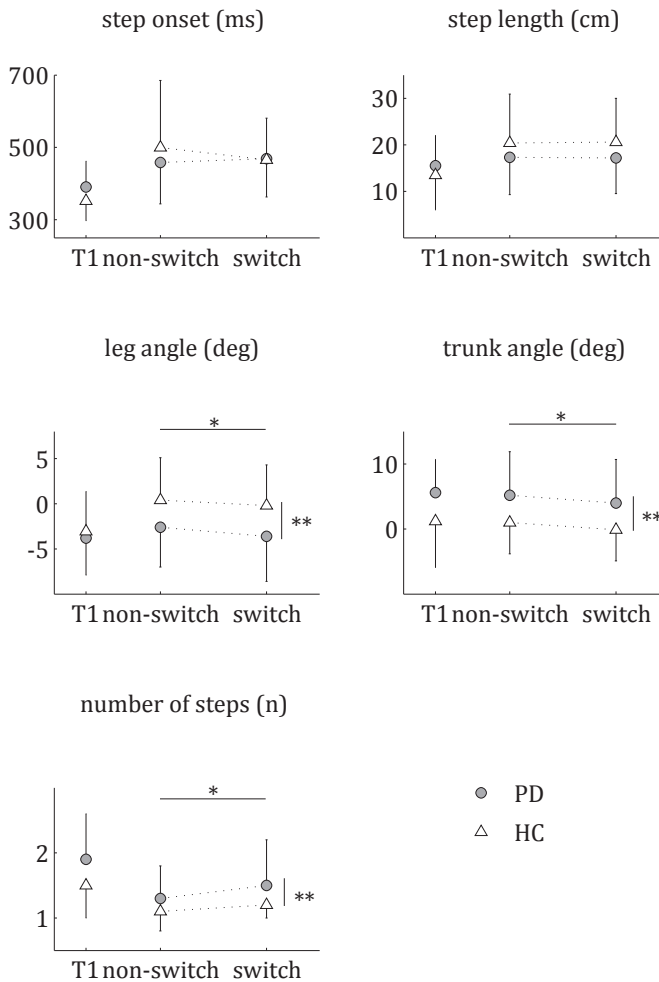 step onset (ms)
700
500
300
T1 non-switch switch
step length (cm)
30
20
10
T1 non-switch switch
leg angle (deg)
*
5
0
-5
**
T1 non-switch switch
trunk angle (deg)
*
10
0
**
T1 non-switch switch
number of steps (n)
*
2
1
**
T1 non-switch switch
PD
HC